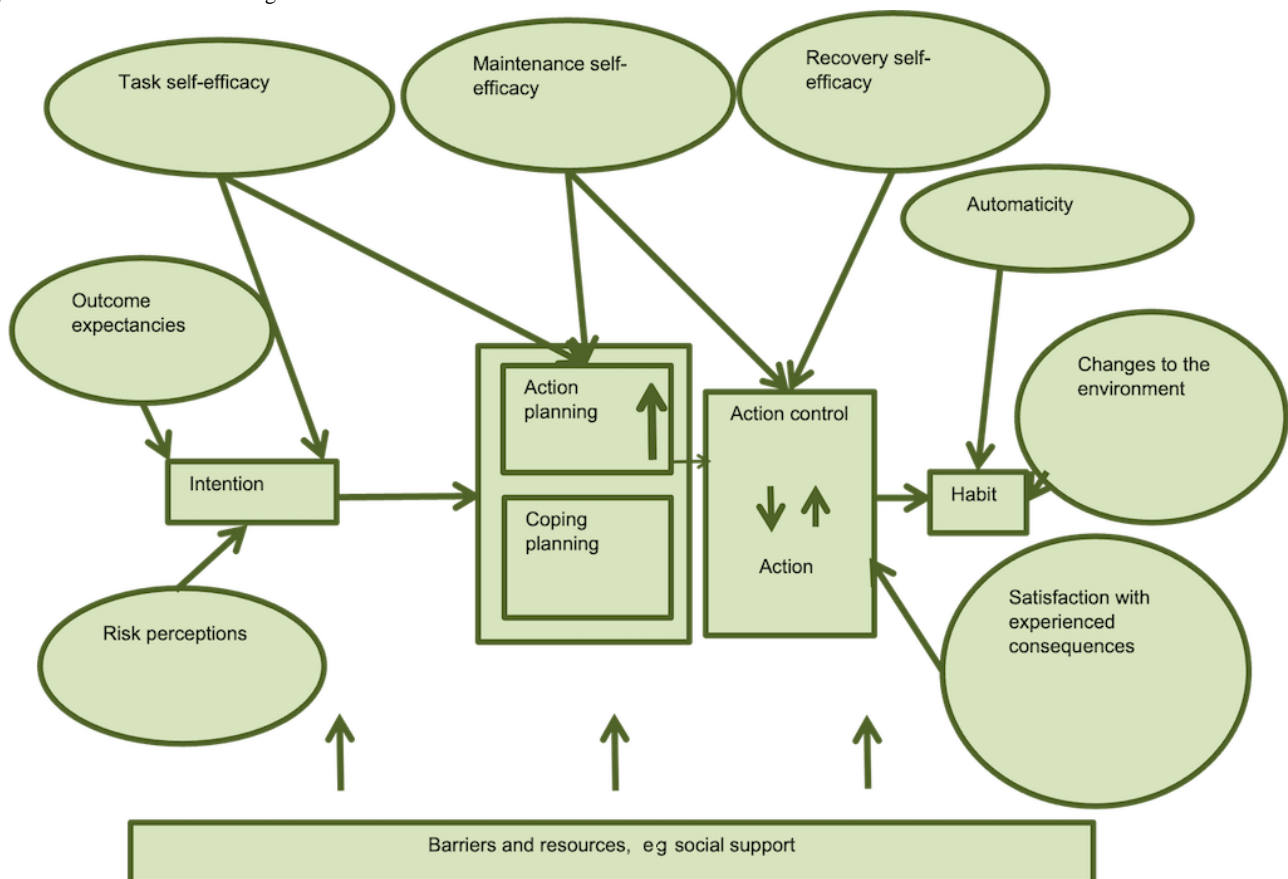 Task self-efficacy
Maintenance self-
efficacy
Recovery self-
efficacy
Automaticity
Outcome
expectancies
Changes to the
environment
Action
planning
Action control
Intention
Habit
Coping
planning
Action
Satisfaction with
experienced
consequences
Risk perceptions
Barriers and resources, eg social support